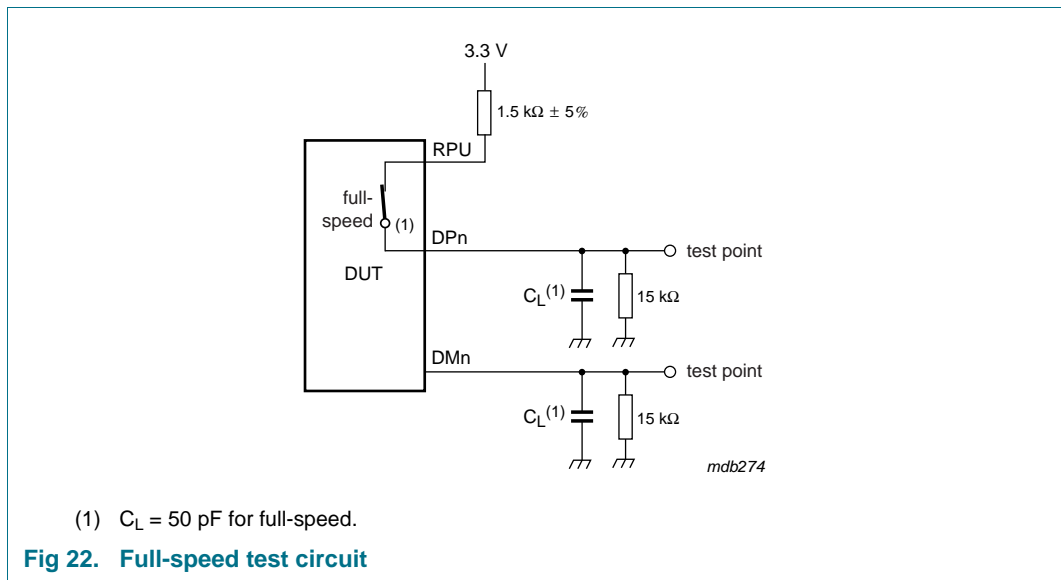 3.3 V
1.5 kΩ ± 5%
RPU
full-
speed
(1)
DPn
test point
DUT
CL(1)
15 kΩ
DMn
test point
CL(1)
15 kΩ
mdb274
(1) CL = 50 pF for full-speed.
Fig 22. Full-speed test circuit